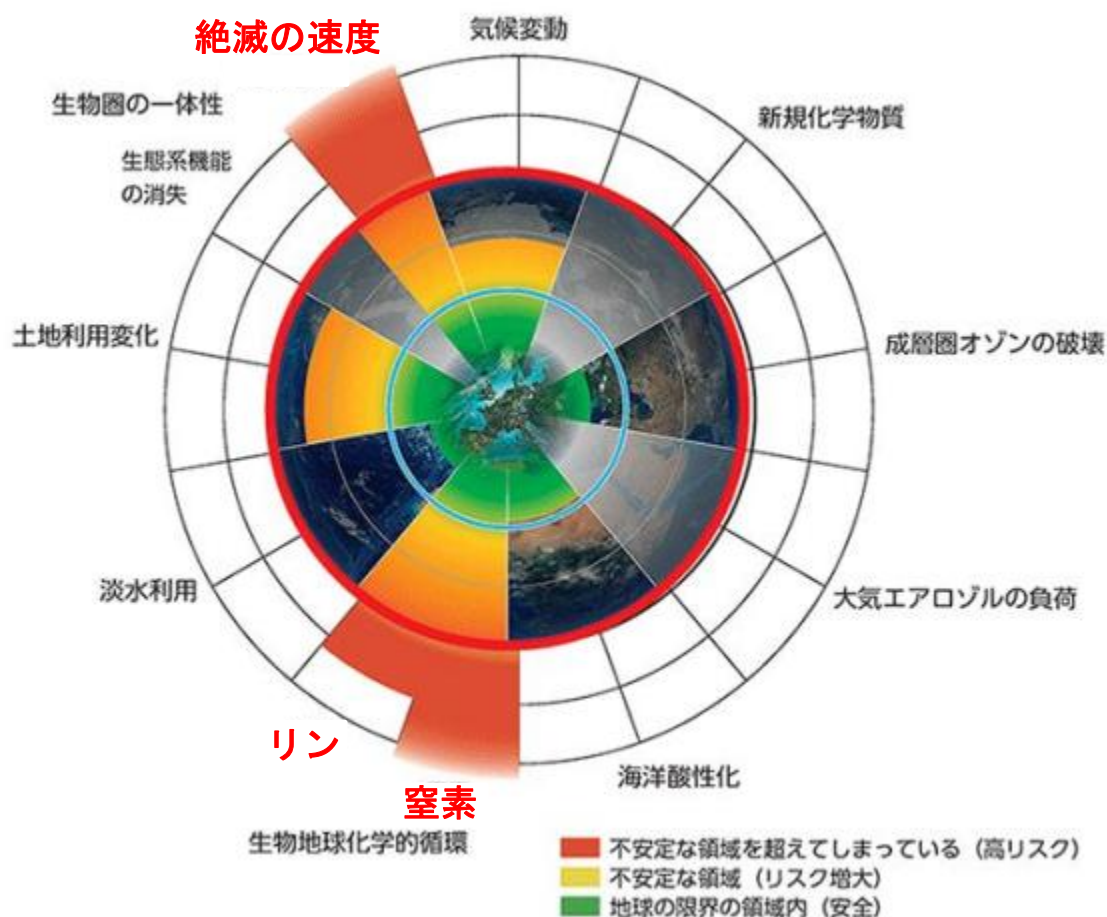 絶滅の速度
気候変動
生物圏の一体性
新規化学物質
生態系機能
の消失
土地利用変化
成層圏オゾンの破壊
淡水利用
大気エアロゾルの負荷
リン
海洋酸性化
窒素
生物地球化学的循環
不安定な領域を超えてしまっている（高リスク）
不安定な領域（リスク増大）
地球の限界の領域内（安全）